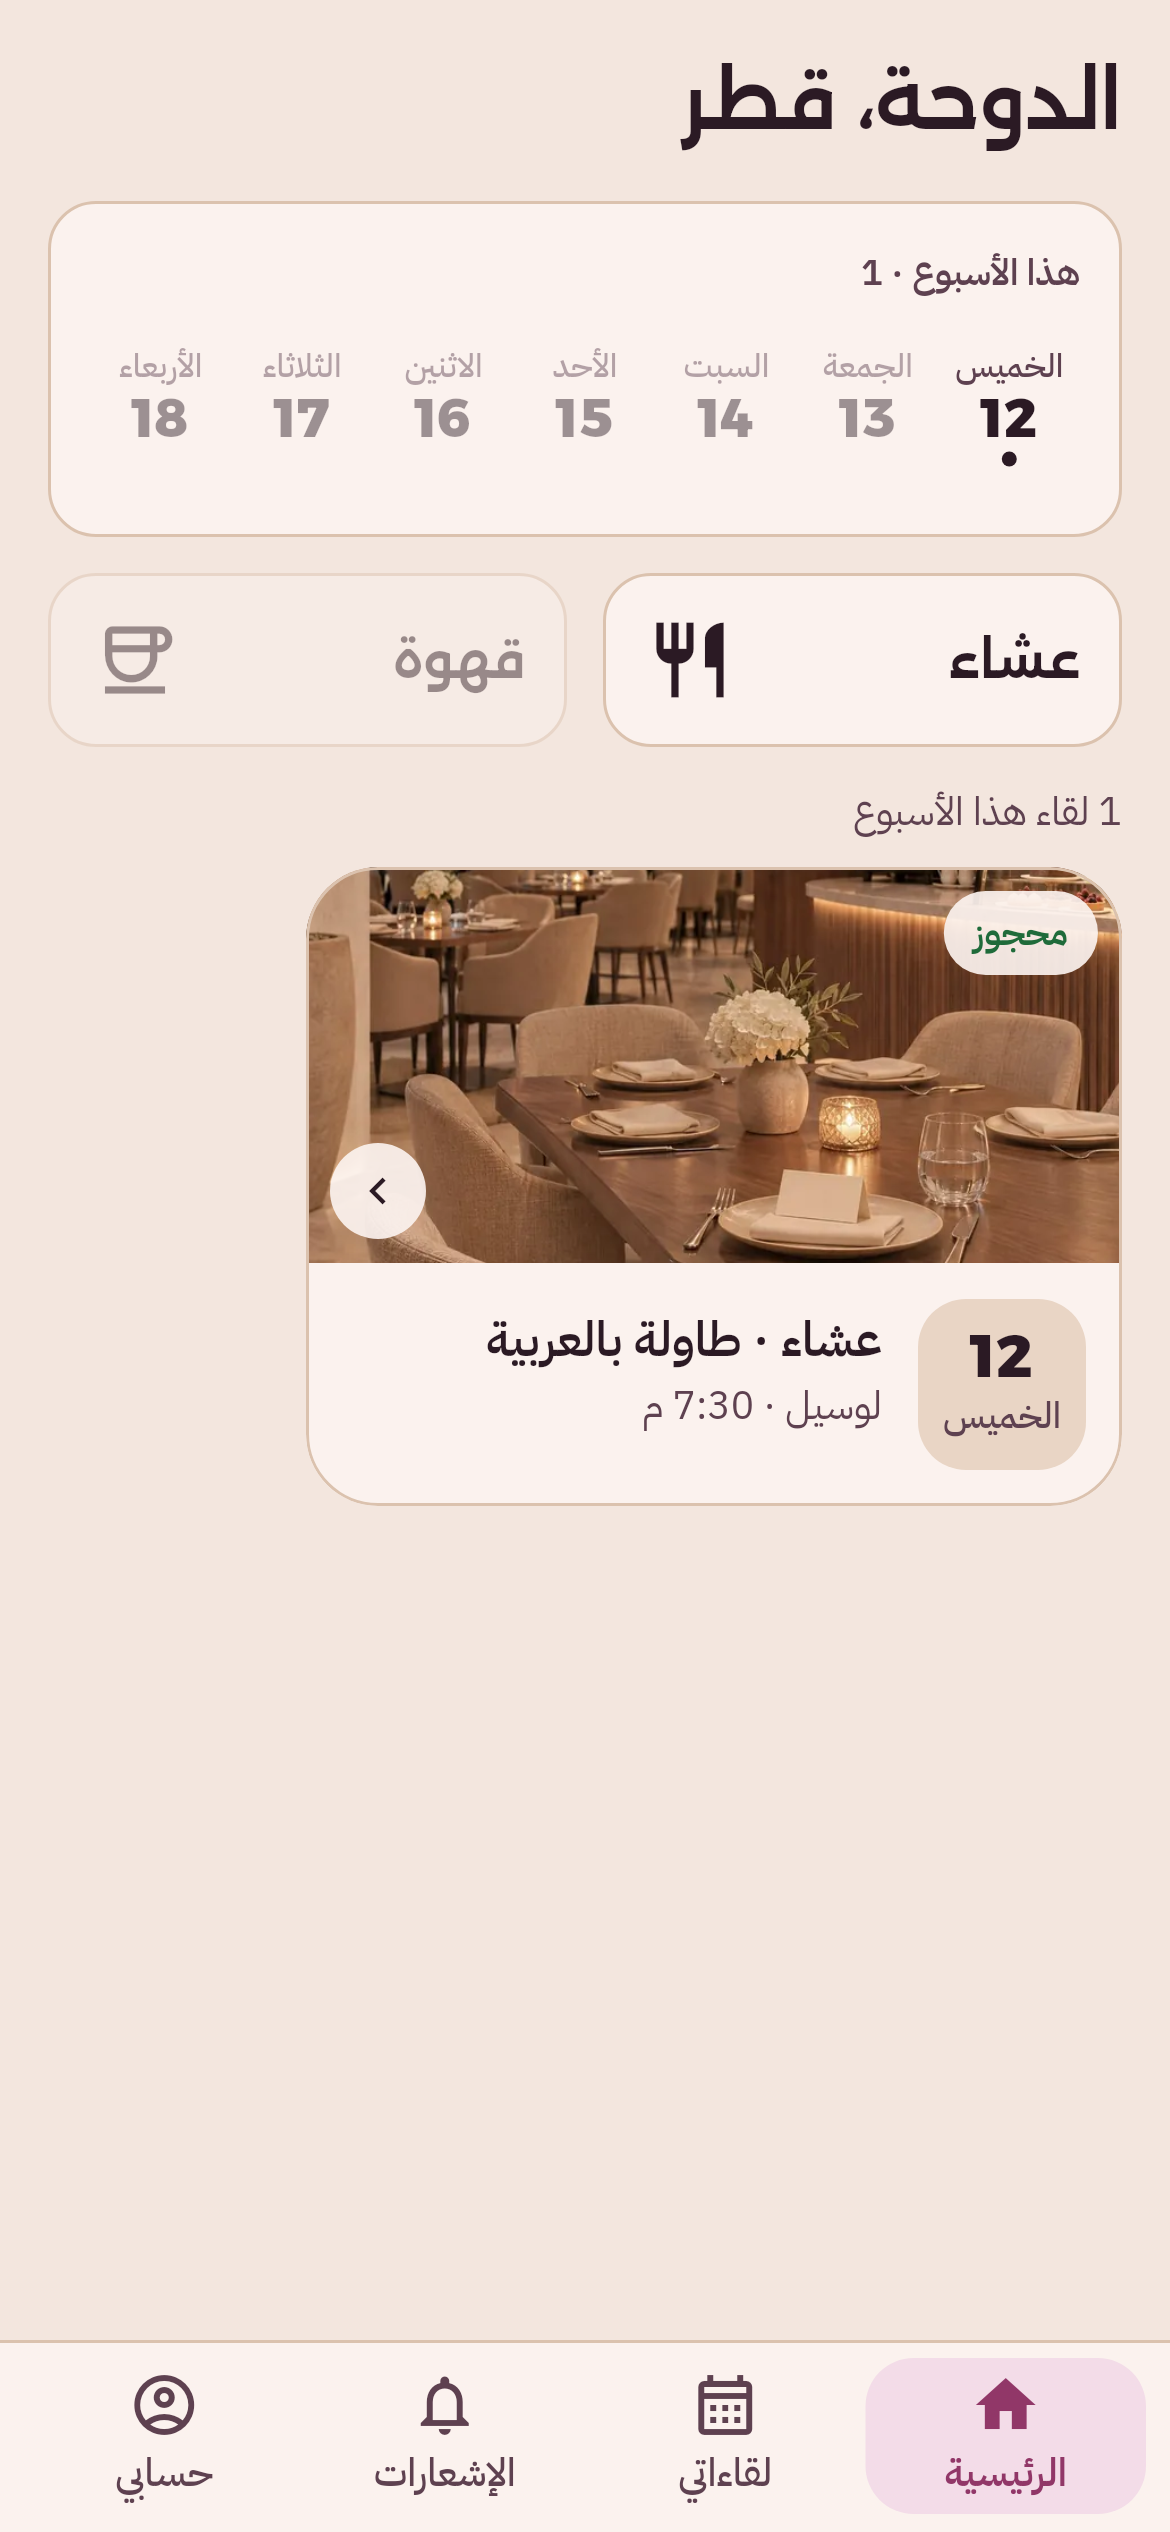 الدوحة، قطر
هذا الأسبوع · 1
الخميس الجمعة السبت الأحد الاثنين الثلاثاء الأربعاء
12 13 14 15 16 17 18
عشاء
قهوة
1 لقاء هذا الأسبوع
محجوز
12
الخميس
عشاء · طاولة بالعربية
لوسيل · 7:30 م
الرئيسية لقاءاتي الإشعارات حسابي